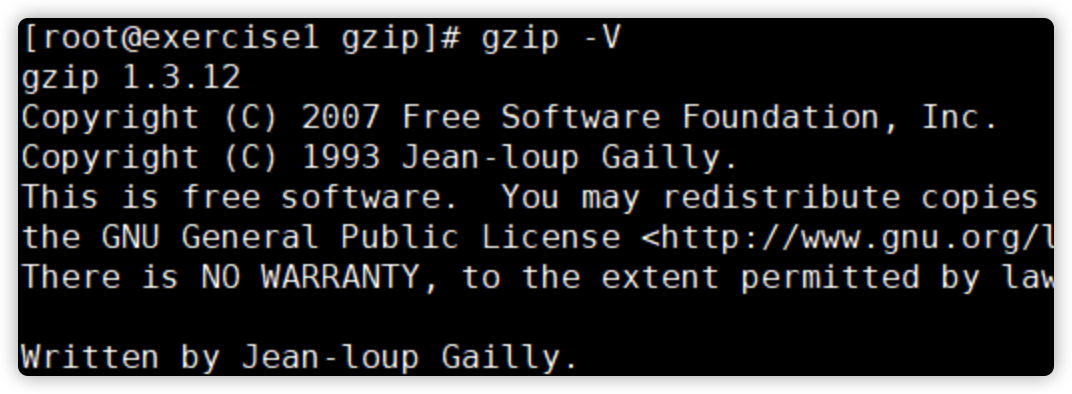 [root@exercise1 gzip]# gzip -V
gzip 1.3.12
Copyright (C) 2007 Free Software Foundation, Inc.
Copyright (C) 1993 Jean-loup Gailly.
This is free software.  You may redistribute copies
the GNU General Public License <http://www.gnu.org/l
There is NO WARRANTY, to the extent permitted by law
Written by Jean-loup Gailly.